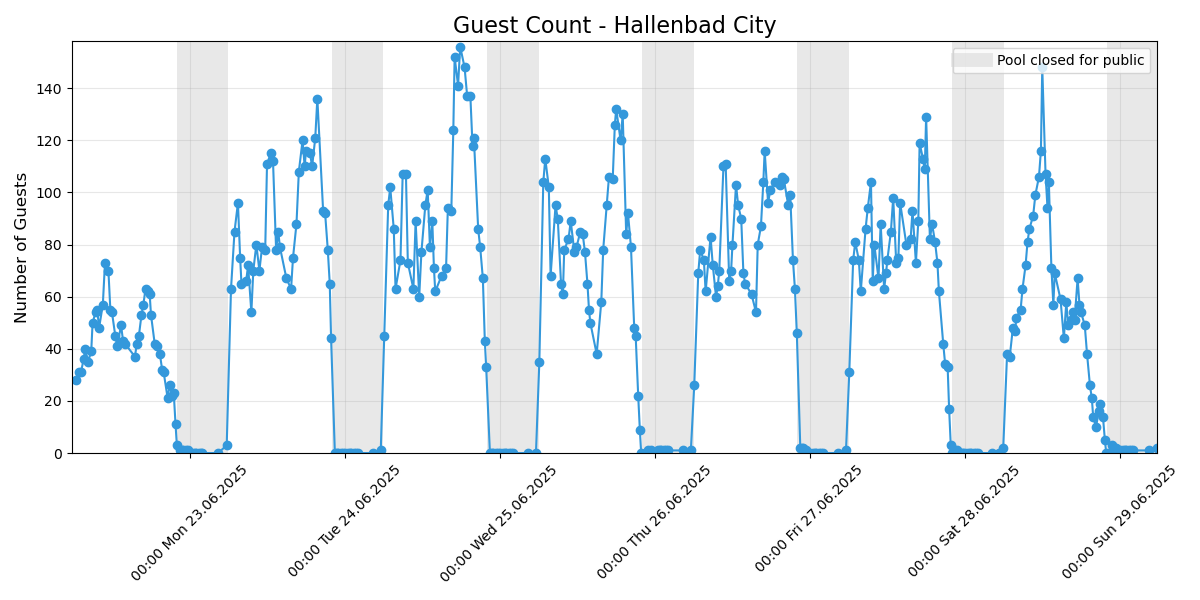 Guest Count - Hallenbad City
Pool closed for public
Number of Guests
140
120
100
80
60
40
20
0
00:00 Mon 23.06.2025
00:00 Tue 24.06.2025
00:00 Wed 25.06.2025
00:00 Thu 26.06.2025
00:00 Fri 27.06.2025
00:00 Sat 28.06.2025
00:00 Sun 29.06.2025